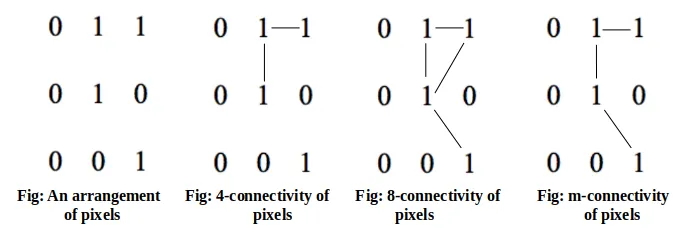 0 1 1 0 1 1 0 1 1 0 1 1
0 1 0 0 1 0 0 1 0 0 1 0
0 0 1 0 0 1 0 0 1 0 0 1
Fig: An arrangement of pixels
Fig: 4-connectivity of pixels
Fig: 8-connectivity of pixels
Fig: m-connectivity of pixels